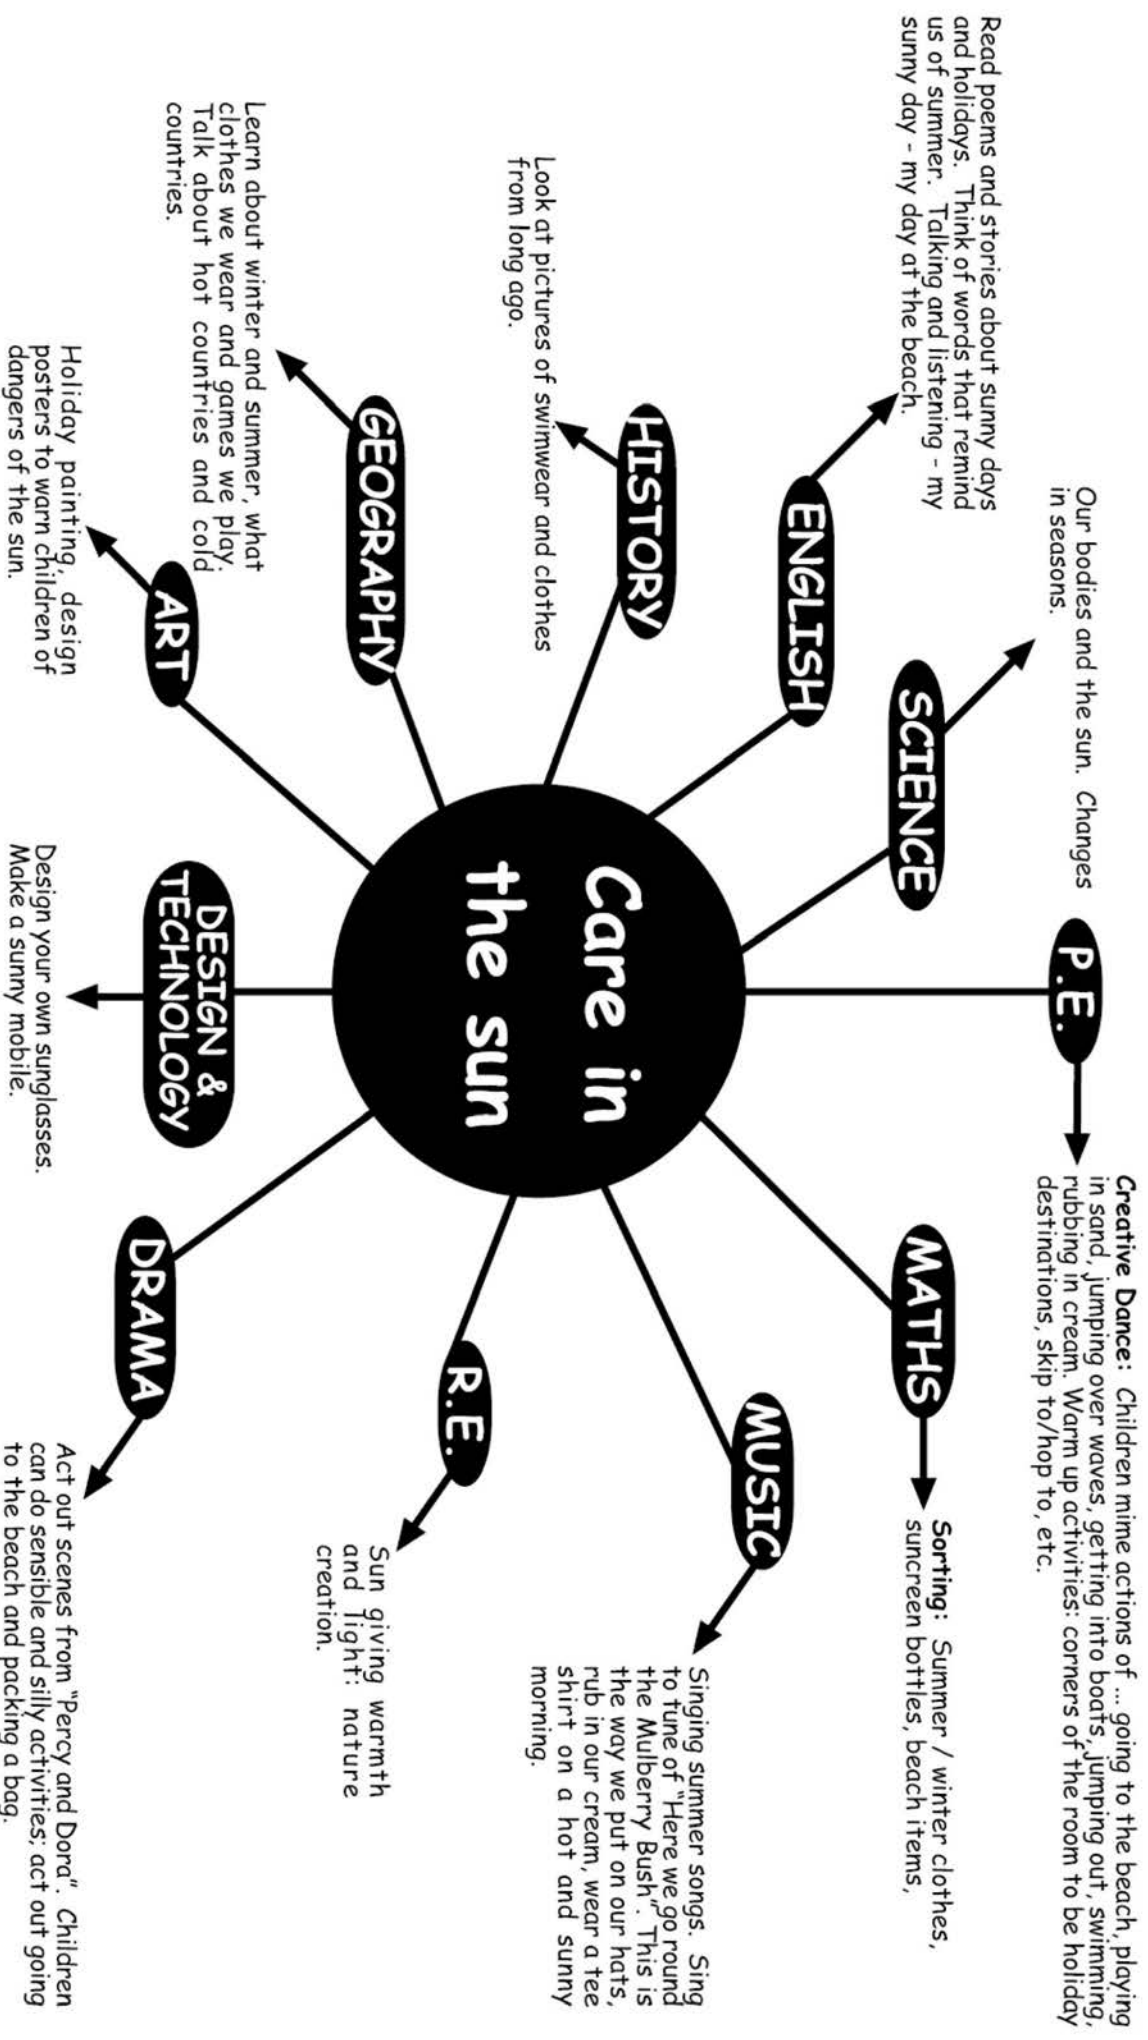 Creative Dance: Children mime actions of ... going to the beach, playing
in sand, jumping over waves, getting into boats, jumping out, swimming,
rubbing in cream. Warm up activities: corners of the room to be holiday
destinations, skip to/hop to, etc.
P.E.
Our bodies and the sun. Changes
in seasons.
SCIENCE
MATHS
Sorting: Summer / winter clothes,
suncreen bottles, beach items,
Read poems and stories about sunny days
and holidays. Think of words that remind
us of summer. Talking and listening - my
sunny day - my day at the beach.
ENGLISH
MUSIC
Singing summer songs. Sing
to tune of "Here we go round
the Mulberry Bush". This is
the way we put on our hats,
rub in our cream, wear a tee
shirt on a hot and sunny
morning.
HISTORY
Look at pictures of swimwear and clothes
from long ago.
Care in
the sun
R.E.
Sun giving warmth
and light: nature
creation.
GEOGRAPHY
Learn about winter and summer, what
clothes we wear and games we play.
Talk about hot countries and cold
countries.
ART
Holiday painting, design
posters to warn children of
dangers of the sun.
DESIGN &
TECHNOLOGY
Design your own sunglasses.
Make a sunny mobile.
DRAMA
Act out scenes from "Percy and Dora". Children
can do sensible and silly activities; act out going
to the beach and packing a bag.